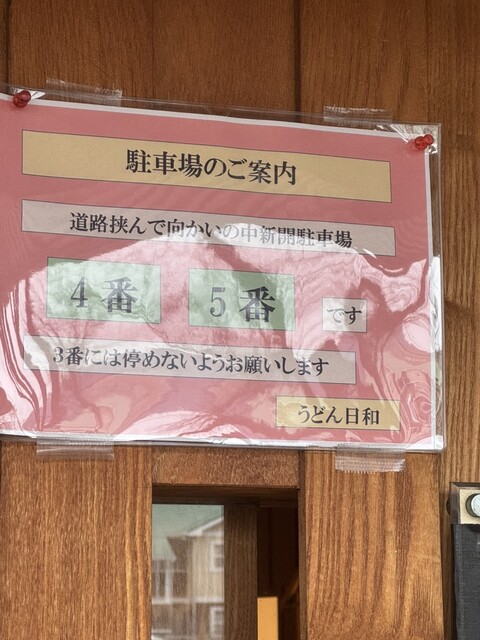 駐車場のご案内
道路挟んで向かいの中新開駐車場
4番 5番 です
3番には停めないようお願いします
うどん日和